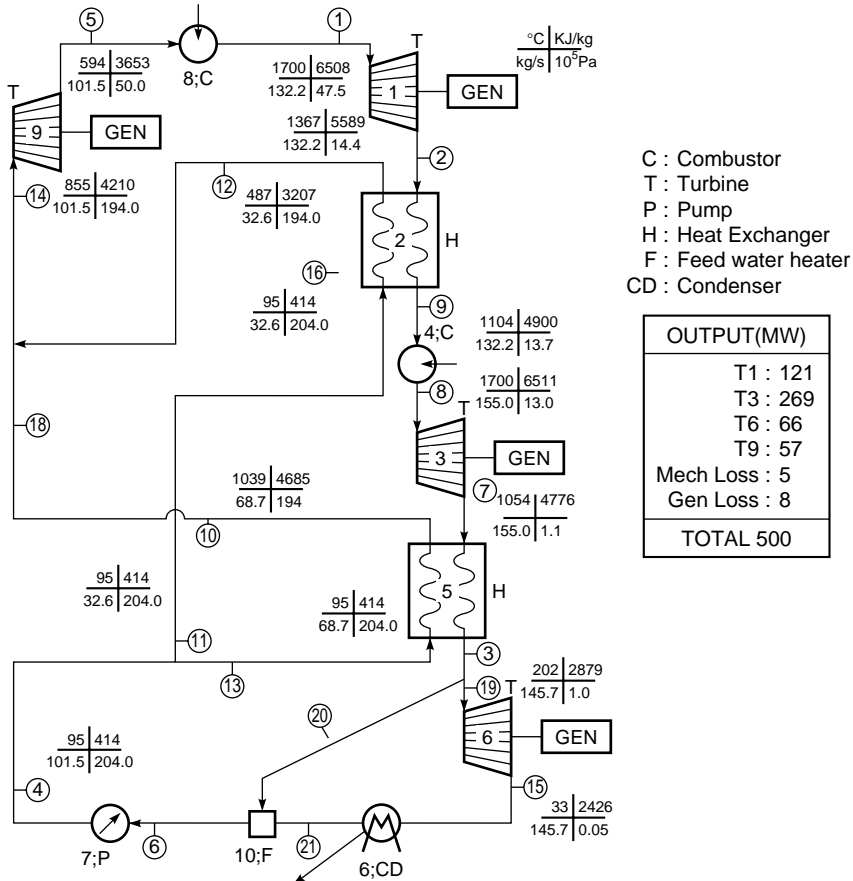 5
1
T
°C KJ/kg
kg/s 10⁵Pa
594 3653
101.5 50.0
8;C
1700 6508
132.2 47.5
1
GEN
T
9
GEN
1367 5589
132.2 14.4
2
12
14
855 4210
101.5 194.0
487 3207
32.6 194.0
2
H
C : Combustor
T : Turbine
P : Pump
H : Heat Exchanger
F : Feed water heater
CD : Condenser
16
95 414
32.6 204.0
9
4;C
1104 4900
132.2 13.7
8
1700 6511
155.0 13.0
T
OUTPUT(MW)
T1 : 121
T3 : 269
T6 : 66
T9 : 57
Mech Loss : 5
Gen Loss : 8
TOTAL 500
18
3
GEN
1039 4685
68.7 194
7
1054 4776
155.0 1.1
10
95 414
32.6 204.0
95 414
68.7 204.0
5
H
11
13
3
202 2879
145.7 1.0
19
T
20
6
GEN
95 414
101.5 204.0
4
15
33 2426
145.7 0.05
7;P
6
10;F
21
6;CD